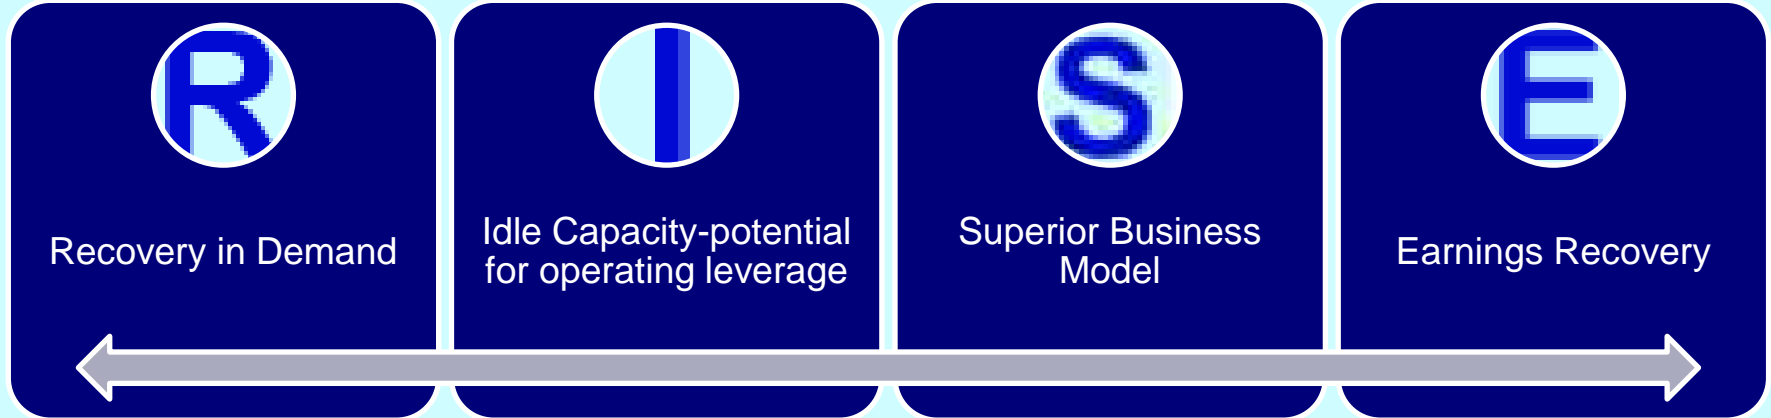 R
I
S
E
Recovery in Demand
Idle Capacity-potential
for operating leverage
Superior Business
Model
Earnings Recovery